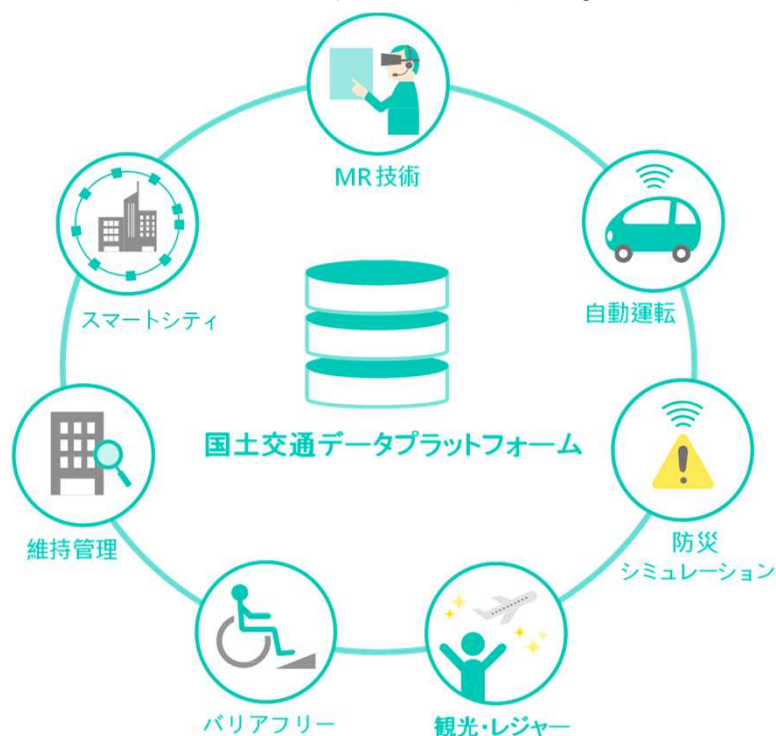 MR技術
自動運転
スマートシティ
国土交通データプラットフォーム
維持管理
防災
シミュレーション
バリアフリー
観光・レジャー